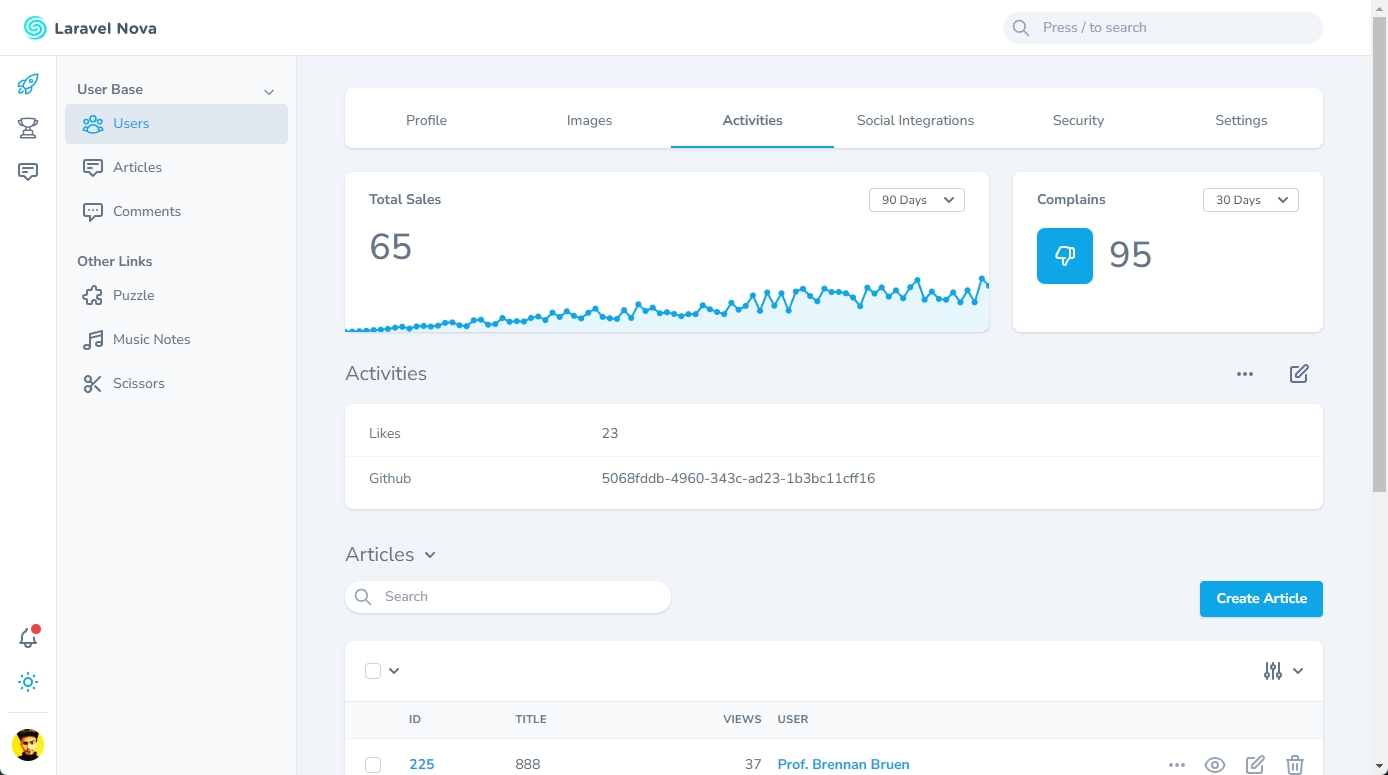 Laravel Nova
Press / to search
User Base
Users
Articles
Comments
Other Links
Puzzle
Music Notes
Scissors
Profile Images Activities Social Integrations Security Settings
Total Sales
90 Days
65
Complains
30 Days
95
Activities
Likes 23
Github 5068fddb-4960-343c-ad23-1b3bc11cff16
Articles
Search
Create Article
ID TITLE VIEWS USER
225 888 37 Prof. Brennan Bruen